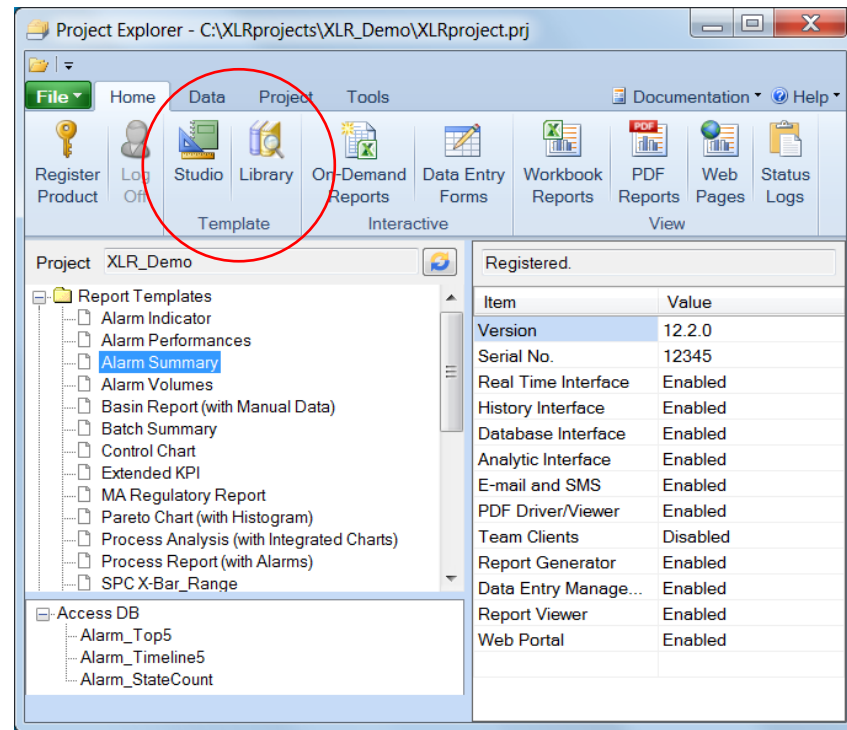 Project Explorer - C:\XLRprojects\XLR_Demo\XLRproject.prj
File Home Data Project Tools Documentation Help
Register Product
Log Off
Studio
Library
On-Demand Reports
Data Entry Forms
Workbook Reports
PDF
PDF Reports
Web Pages
Status Logs
Template Interactive View
Project XLR_Demo
Registered.
Report Templates
Alarm Indicator
Alarm Performances
Alarm Summary
Alarm Volumes
Basin Report (with Manual Data)
Batch Summary
Control Chart
Extended KPI
MA Regulatory Report
Pareto Chart (with Histogram)
Process Analysis (with Integrated Charts)
Process Report (with Alarms)
SPC X-Bar_Range
Access DB
Alarm_Top5
Alarm_Timeline5
Alarm_StateCount
Item Value
Version 12.2.0
Serial No. 12345
Real Time Interface Enabled
History Interface Enabled
Database Interface Enabled
Analytic Interface Enabled
E-mail and SMS Enabled
PDF Driver/Viewer Enabled
Team Clients Disabled
Report Generator Enabled
Data Entry Manage... Enabled
Report Viewer Enabled
Web Portal Enabled